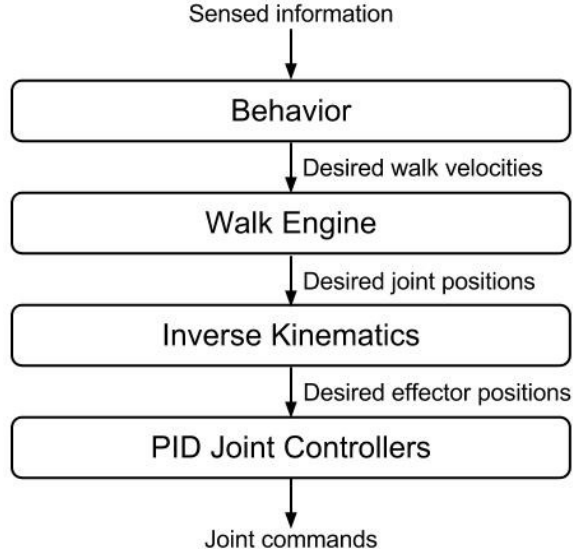 Sensed information
Behavior
Desired walk velocities
Walk Engine
Desired joint positions
Inverse Kinematics
Desired effector positions
PID Joint Controllers
Joint commands